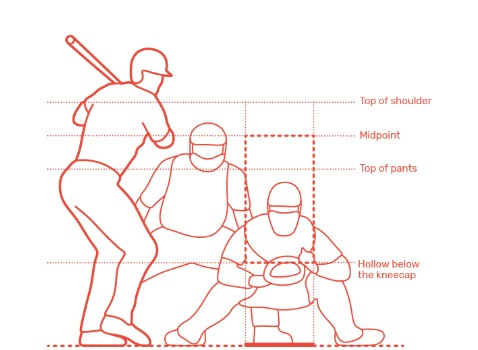 Top of shoulder
Midpoint
Top of pants
Hollow below
the kneecap